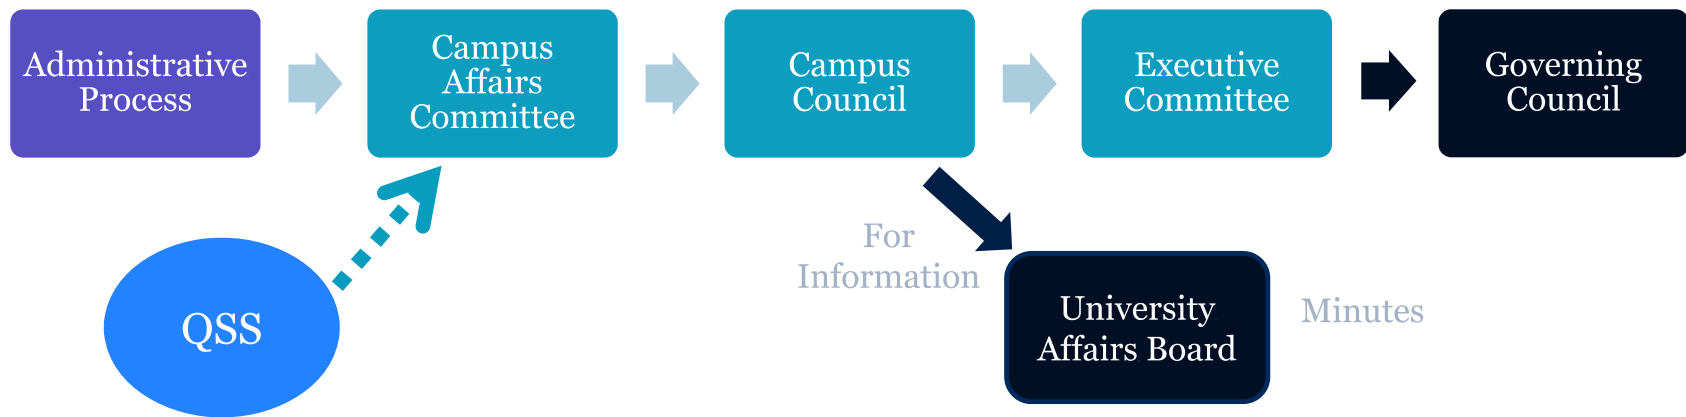 Administrative
Process
Campus
Affairs
Committee
Campus
Council
Executive
Committee
Governing
Council
For
Information
QSS
University
Affairs Board
Minutes